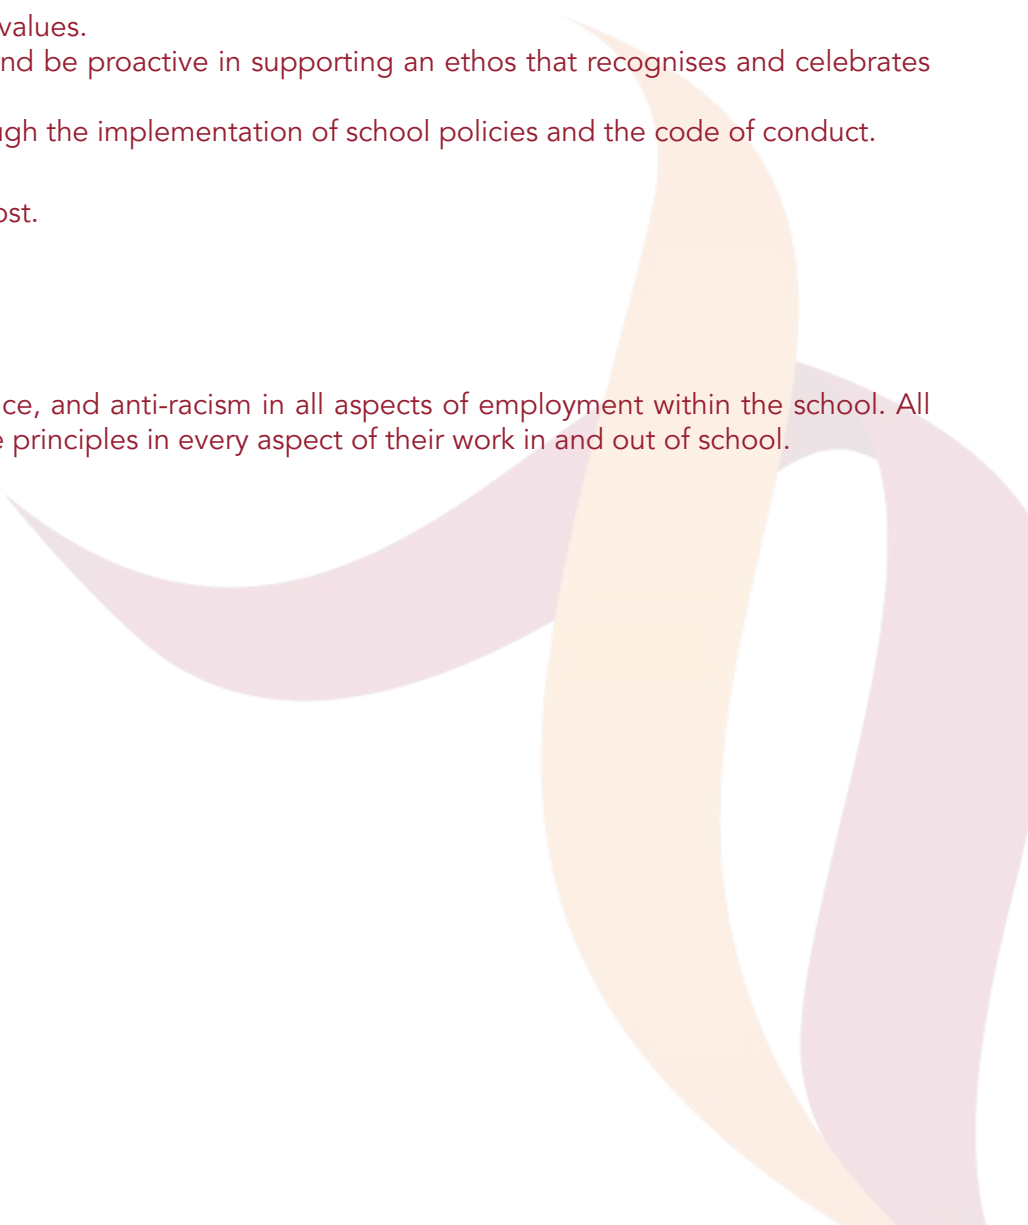 values.
nd be proactive in supporting an ethos that recognises and celebrates
gh the implementation of school policies and the code of conduct.
ost.
ce, and anti-racism in all aspects of employment within the school. All
e principles in every aspect of their work in and out of school.